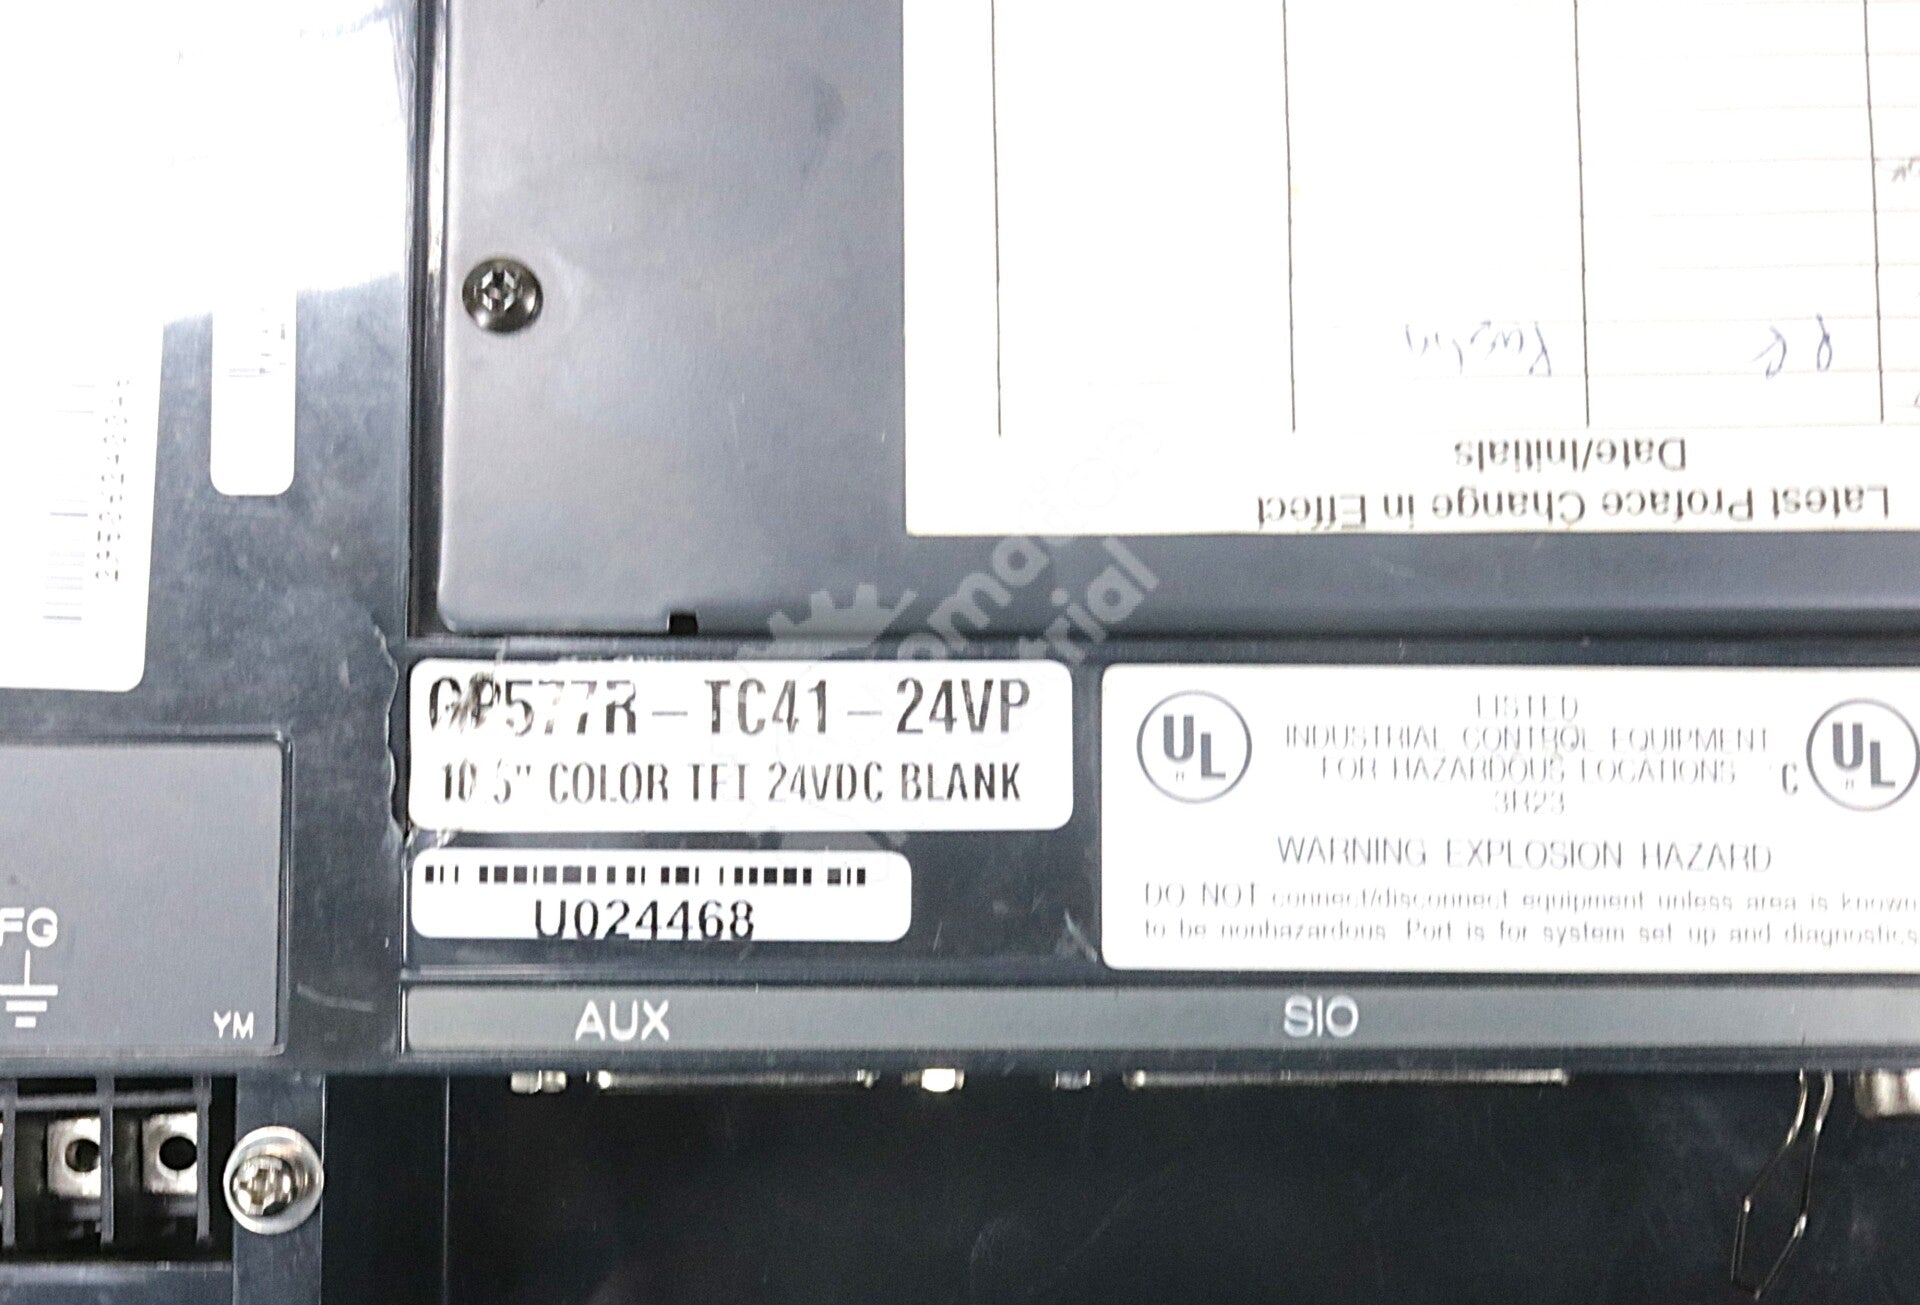 Date/Initials
Latest Proface Change in Effect
GP577R-TC41-24VP
10.5" COLOR TFT 24VDC BLANK
U024468
UL
LISTED
INDUSTRIAL CONTROL EQUIPMENT
FOR HAZARDOUS LOCATIONS
3R23
C UL
WARNING EXPLOSION HAZARD
DO NOT connect/disconnect equipment unless area is known
to be nonhazardous. Port is for system set up and diagnostics
FG
YM
AUX
SIO